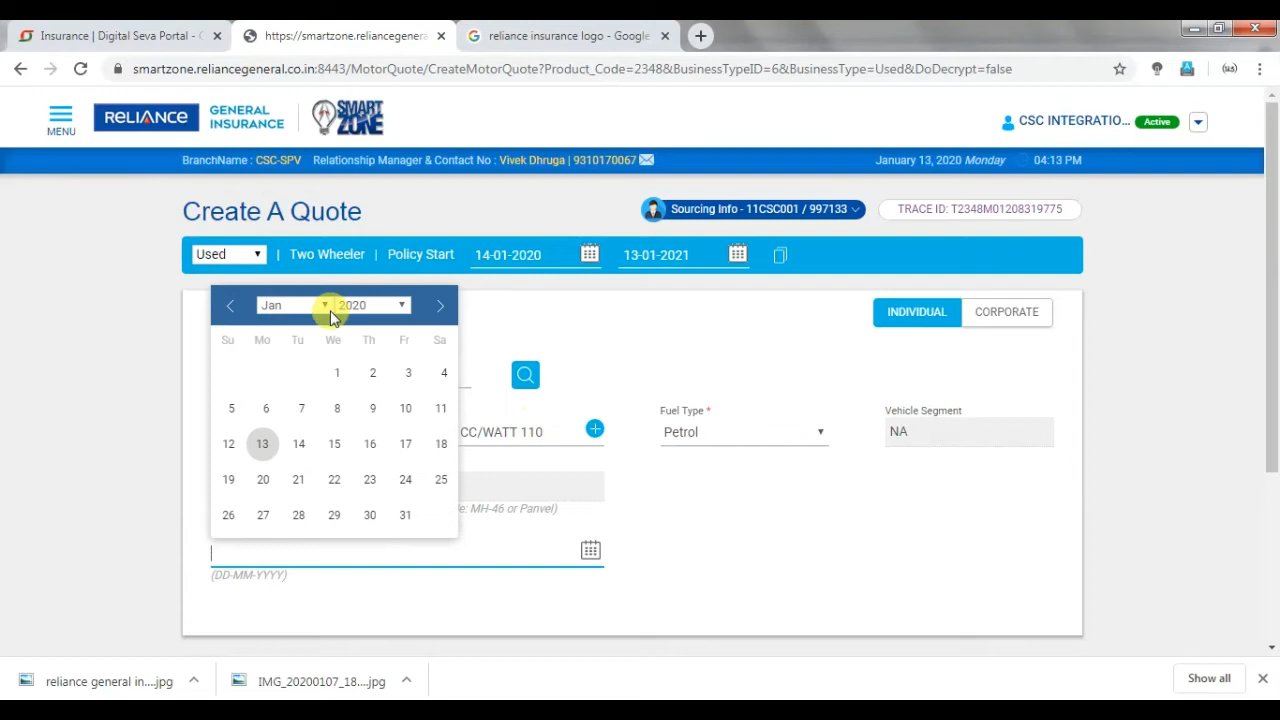 Insurance | Digital Seva Portal - C
https://smartzone.reliancegenera
reliance insurance logo - Google
smartzone.reliancegeneral.co.in:8443/MotorQuote/CreateMotorQuote?Product_Code=2348&BusinessTypeID=6&BusinessType=Used&DoDecrypt=false
MENU
RELIANCE
GENERAL
INSURANCE
SMART
ZONE
CSC INTEGRATIO...
Active
BranchName : CSC-SPV Relationship Manager & Contact No : Vivek Dhruga | 9310170067
January 13, 2020 Monday 04:13 PM
Create A Quote
Sourcing Info - 11CSC001 / 997133
TRACE ID: T2348M01208319775
Used | Two Wheeler | Policy Start 14-01-2020 13-01-2021
Jan 2020
INDIVIDUAL CORPORATE
Su Mo Tu We Th Fr Sa
1 2 3 4
5 6 7 8 9 10 11
12 13 14 15 16 17 18
19 20 21 22 23 24 25
26 27 28 29 30 31
Fuel Type *
Vehicle Segment
CC/WATT 110
Petrol
NA
le: MH-46 or Panvel)
(DD-MM-YYYY)
reliance general in....jpg
IMG_20200107_18....jpg
Show all